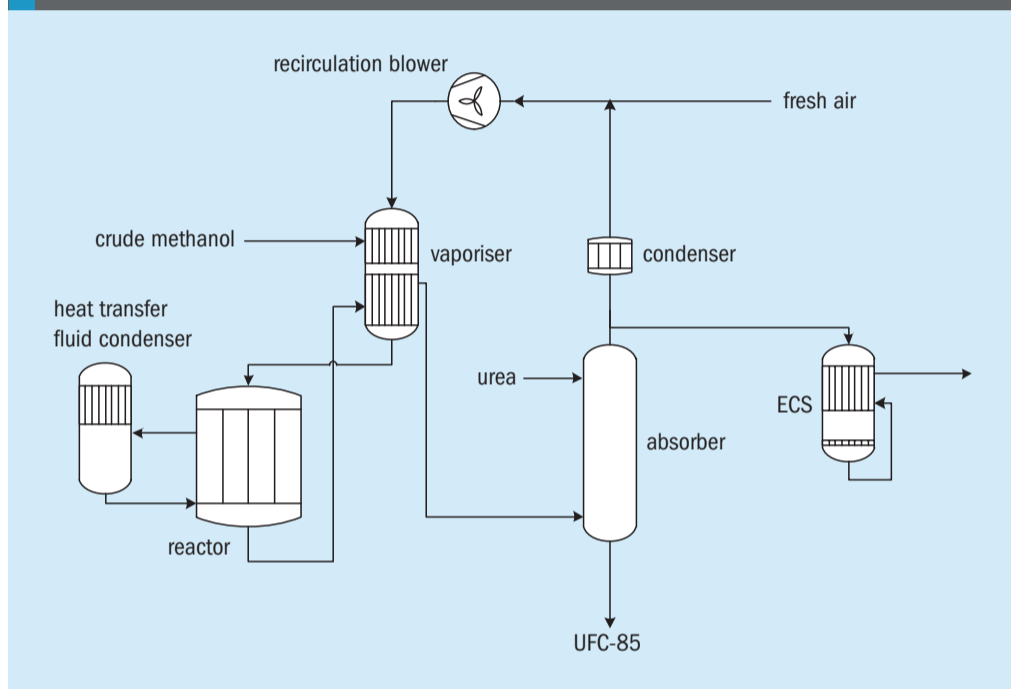 recirculation blower
fresh air
crude methanol
vaporiser
condenser
heat transfer
fluid condenser
urea
ECS
absorber
reactor
UFC-85